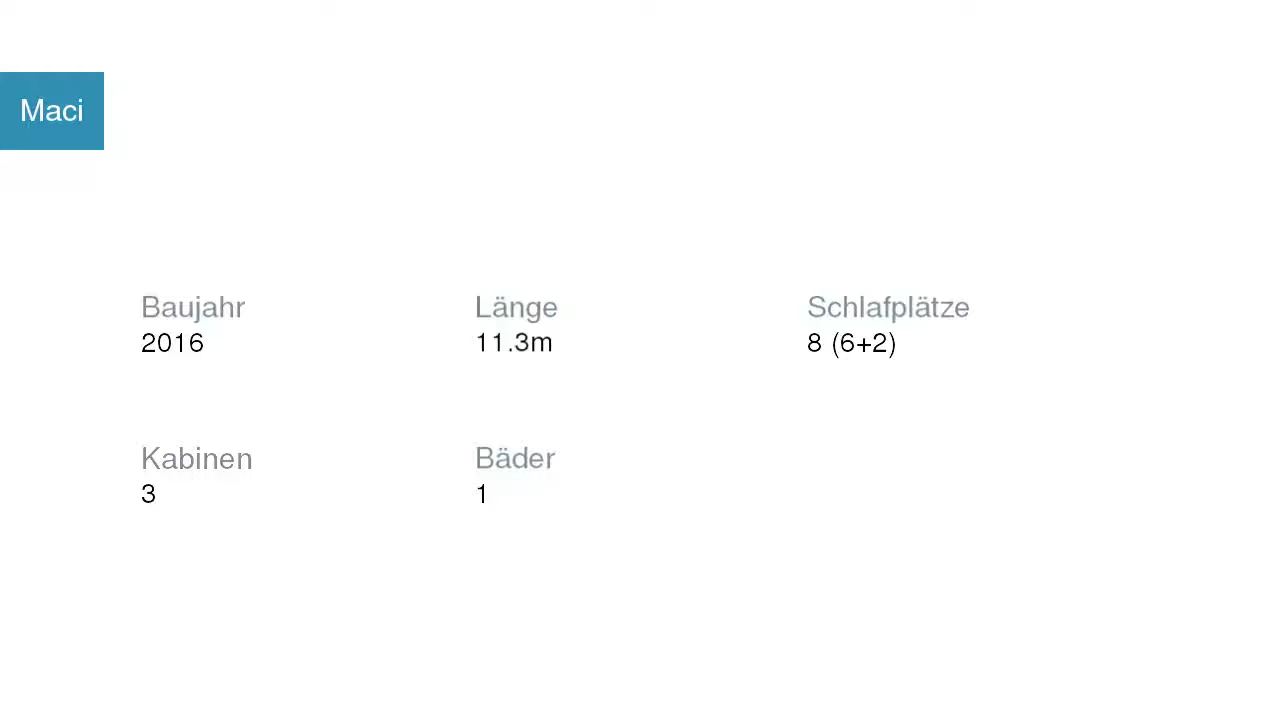 Maci
Baujahr
2016
Länge
11.3m
Schlafplätze
8 (6+2)
Kabinen
3
Bäder
1